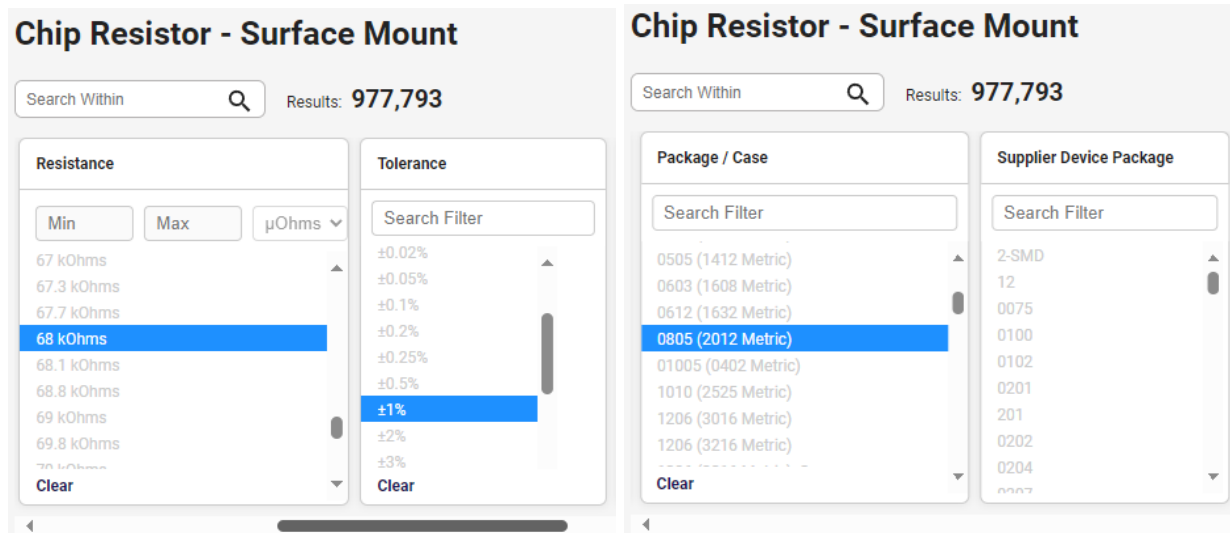 Chip Resistor - Surface Mount
Search Within
Results: 977,793
Resistance
Min
Max
µOhms
67 kOhms
67.3 kOhms
67.7 kOhms
68 kOhms
68.1 kOhms
68.8 kOhms
69 kOhms
69.8 kOhms
Clear
Tolerance
Search Filter
±0.02%
±0.05%
±0.1%
±0.2%
±0.25%
±0.5%
±1%
±2%
±3%
Clear
Chip Resistor - Surface Mount
Search Within
Results: 977,793
Package / Case
Search Filter
0505 (1412 Metric)
0603 (1608 Metric)
0612 (1632 Metric)
0805 (2012 Metric)
01005 (0402 Metric)
1010 (2525 Metric)
1206 (3016 Metric)
1206 (3216 Metric)
Clear
Supplier Device Package
Search Filter
2-SMD
12
0075
0100
0102
0201
201
0202
0204